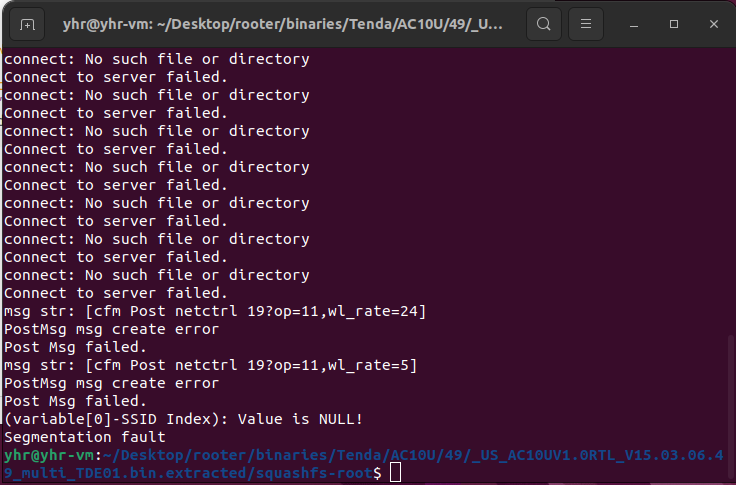 yhr@yhr-vm: ~/Desktop/rooter/binaries/Tenda/AC10U/49/_U S_...
connect: No such file or directory
Connect to server failed.
connect: No such file or directory
Connect to server failed.
connect: No such file or directory
Connect to server failed.
connect: No such file or directory
Connect to server failed.
connect: No such file or directory
Connect to server failed.
connect: No such file or directory
Connect to server failed.
connect: No such file or directory
Connect to server failed.
msg str: [cfm Post netctrl 19?op=11,wl_rate=24]
PostMsg msg create error
Post Msg failed.
msg str: [cfm Post netctrl 19?op=11,wl_rate=5]
PostMsg msg create error
Post Msg failed.
(variable[0]-SSID Index): Value is NULL!
Segmentation fault
yhr@yhr-vm:~/Desktop/rooter/binaries/Tenda/AC10U/49/_US_AC10UV1.0RTL_V15.03.06.4
9_multi_TDE01.bin.extracted/squashfs-root$